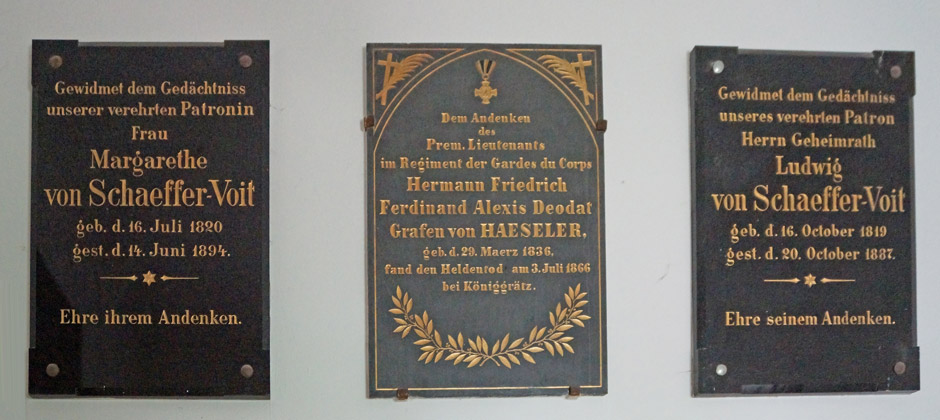 Gewidmet dem Gedächtniss
unserer verehrten Patronin
Frau
Margarethe
von Schaeffer-Voit
geb. d. 16. Juli 1820
gest. d. 14. Juni 1894.
Ehre ihrem Andenken.
Dem Andenken
des
Prem. Lieutenants
im Regiment der Gardes du Corps
Hermann Friedrich
Ferdinand Alexis Deodat
Grafen von HAESELER,
geb. d. 29. Maerz 1836.
fand den Heldentod am 3. Juli 1866
bei Königgrätz.
Gewidmet dem Gedächtniss
unseres verehrten Patron
Herrn Geheimrath
Ludwig
von Schaeffer-Voit
geb. d. 16. October 1819
gest. d. 20. October 1887.
Ehre seinem Andenken.